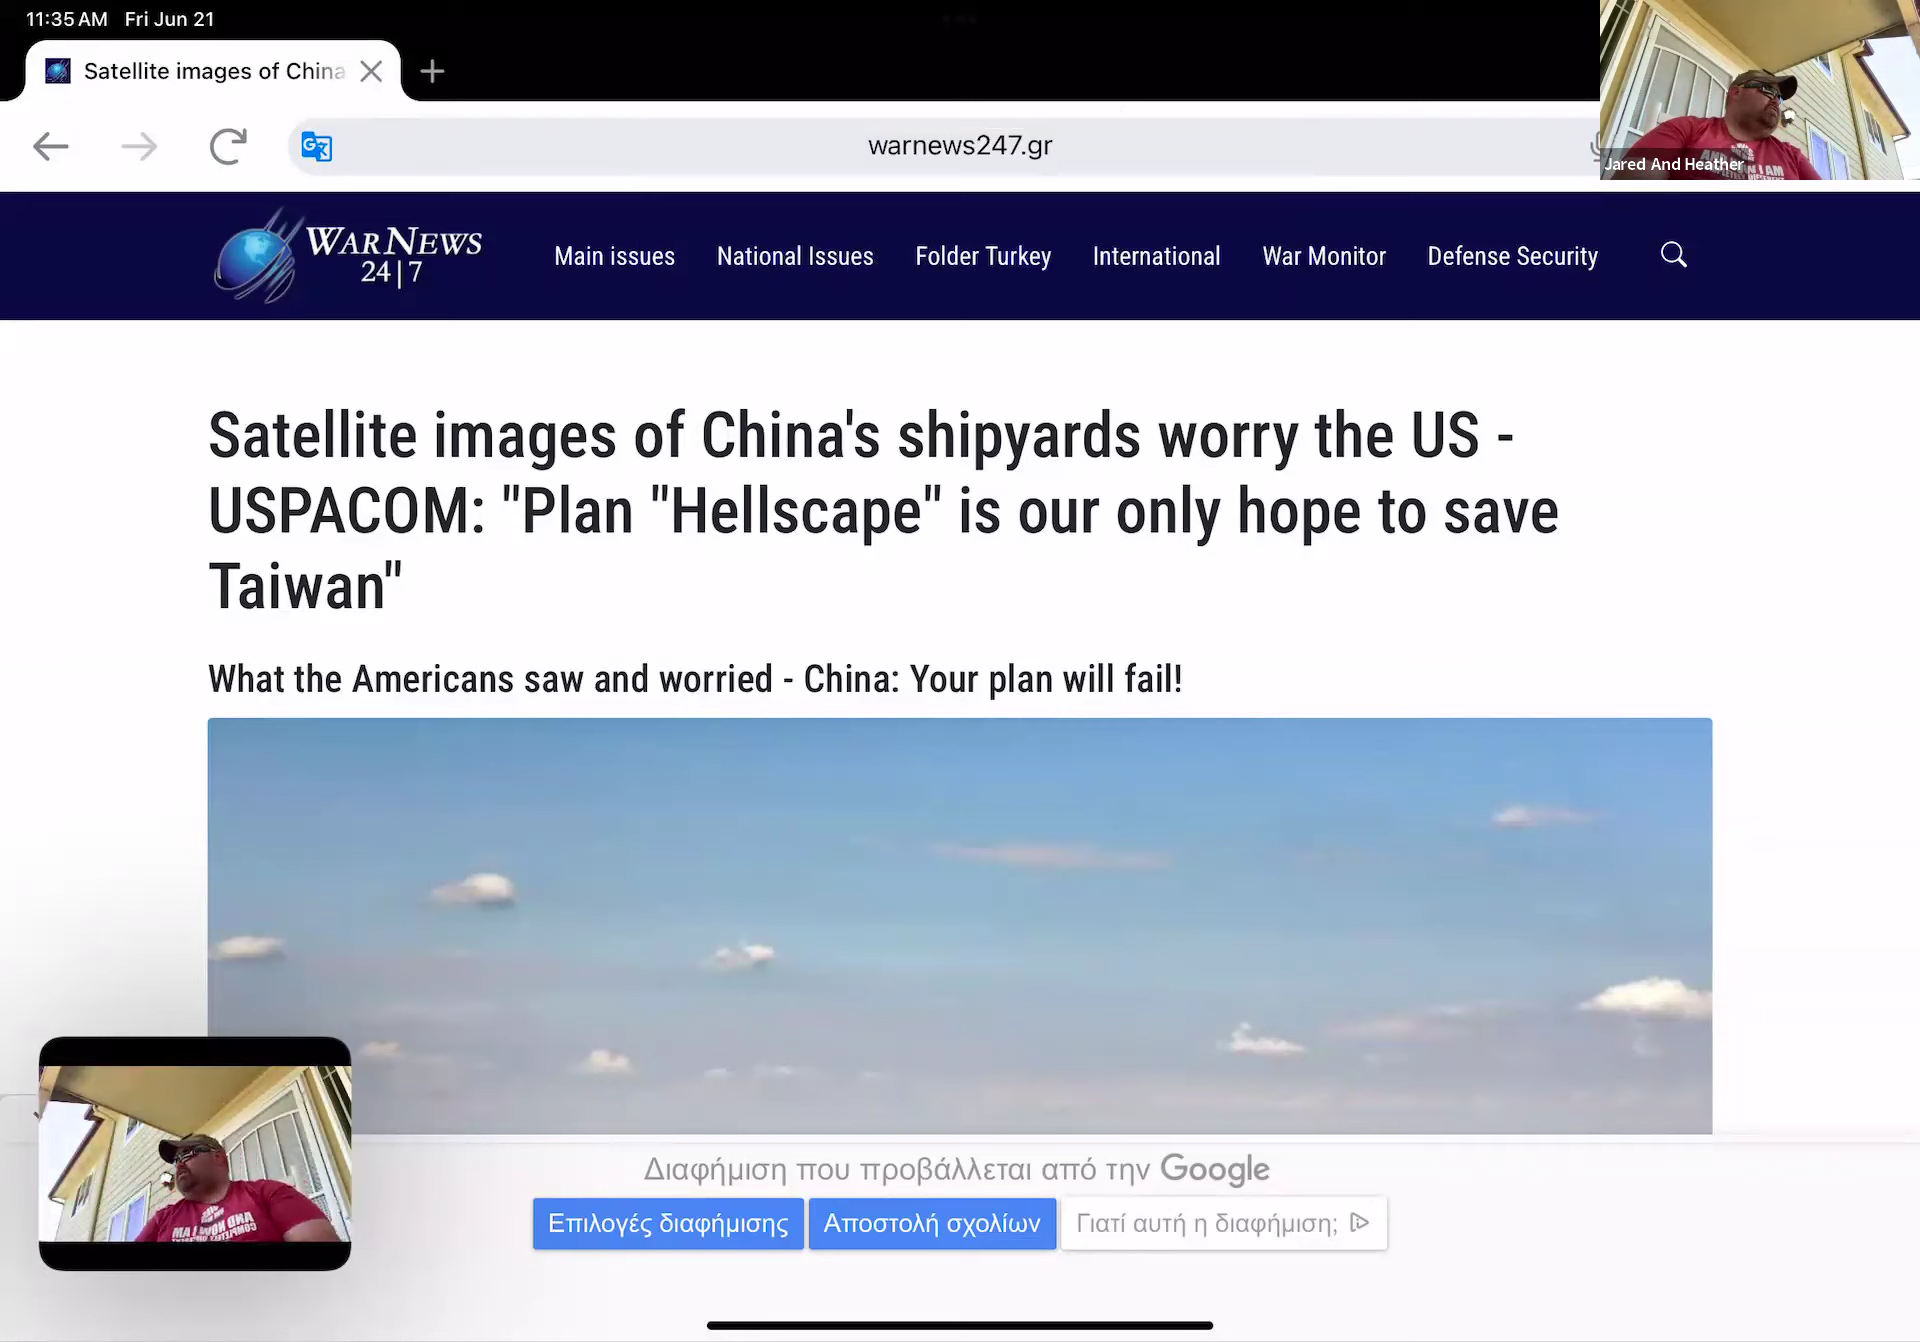 11:35 AM Fri Jun 21
Satellite images of China
warnews247.gr
Jared And Heather
WARNEWS
24|7
Main issues National Issues Folder Turkey International War Monitor Defense Security
Satellite images of China's shipyards worry the US -
USPACOM: "Plan "Hellscape" is our only hope to save
Taiwan"
What the Americans saw and worried - China: Your plan will fail!
Διαφήμιση που προβάλλεται από την Google
Επιλογές διαφήμισης Αποστολή σχολίων Γιατί αυτή η διαφήμιση;